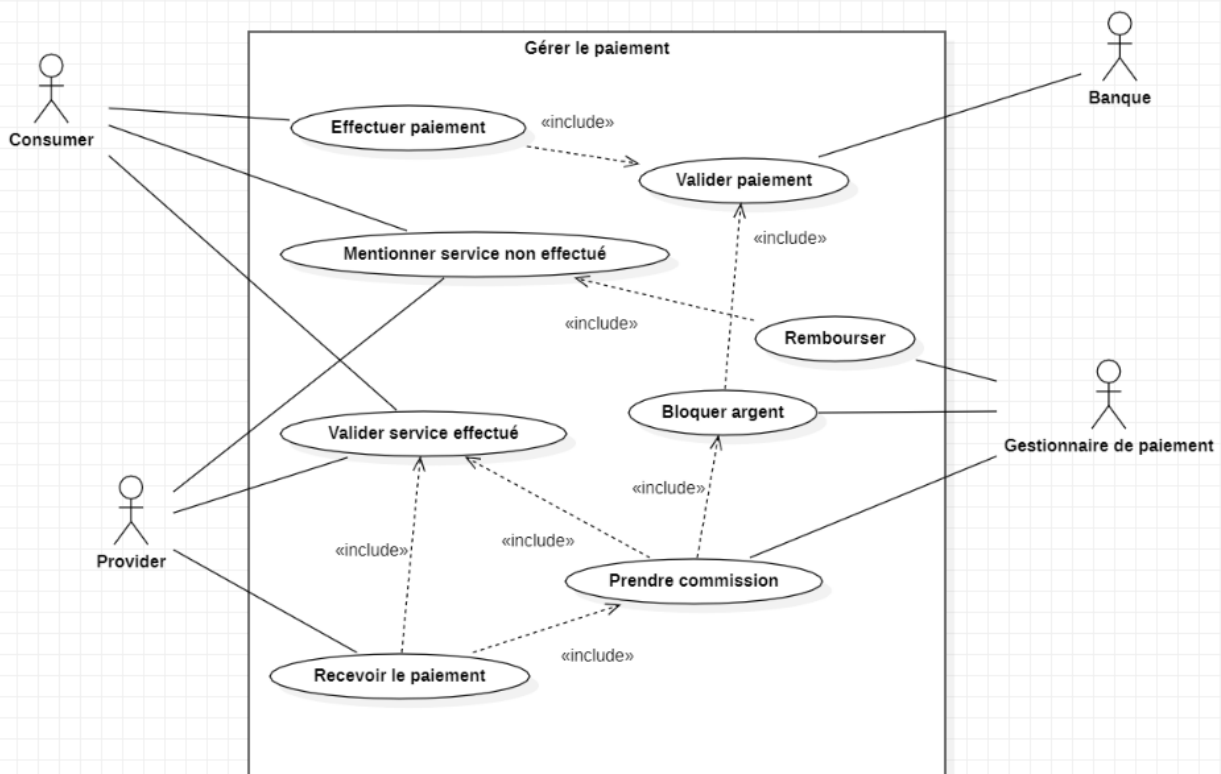 Gérer le paiement
Banque
Consumer
Effectuer paiement
«include»
Valider paiement
«include»
Mentionner service non effectué
«include»
Rembourser
Bloquer argent
Valider service effectué
Gestionnaire de paiement
«include»
«include»
«include»
Provider
Prendre commission
«include»
Recevoir le paiement